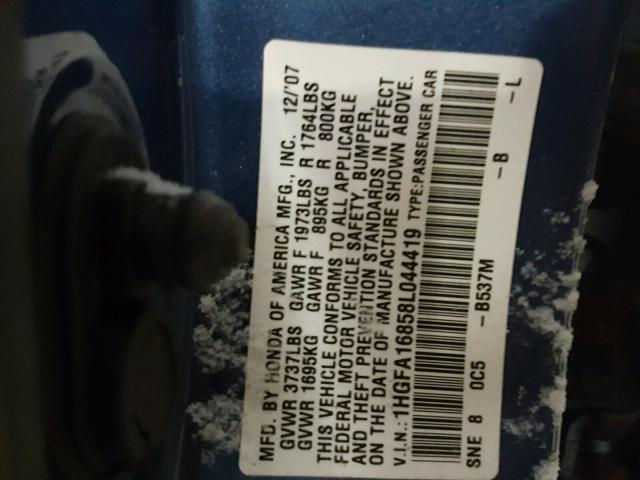 MFD. BY HONDA OF AMERICA MFG., INC. 12/'07
GVWR 3737LBS GAWR F 1973LBS R 1764LBS
GVWR 1695KG GAWR F 895KG R 800KG
THIS VEHICLE CONFORMS TO ALL APPLICABLE
FEDERAL MOTOR VEHICLE SAFETY, BUMPER,
AND THEFT PREVENTION STANDARDS IN EFFECT
ON THE DATE OF MANUFACTURE SHOWN ABOVE.
V.I.N.: 1HGFA16858L044419 TYPE:PASSENGER CAR
SNE 8 0C5 -B537M -B -L